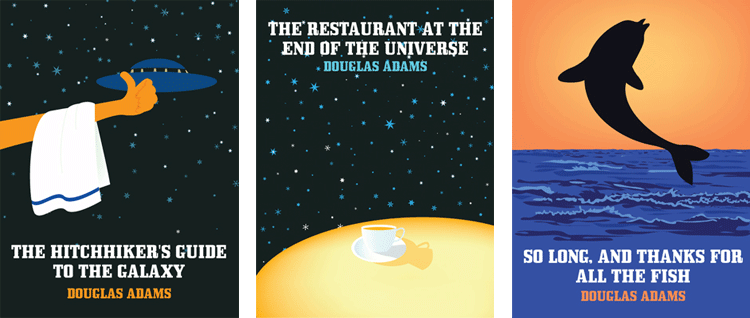 THE HITCHHIKER'S GUIDE
TO THE GALAXY
DOUGLAS ADAMS
THE RESTAURANT AT THE
END OF THE UNIVERSE
DOUGLAS ADAMS
SO LONG, AND THANKS FOR
ALL THE FISH
DOUGLAS ADAMS